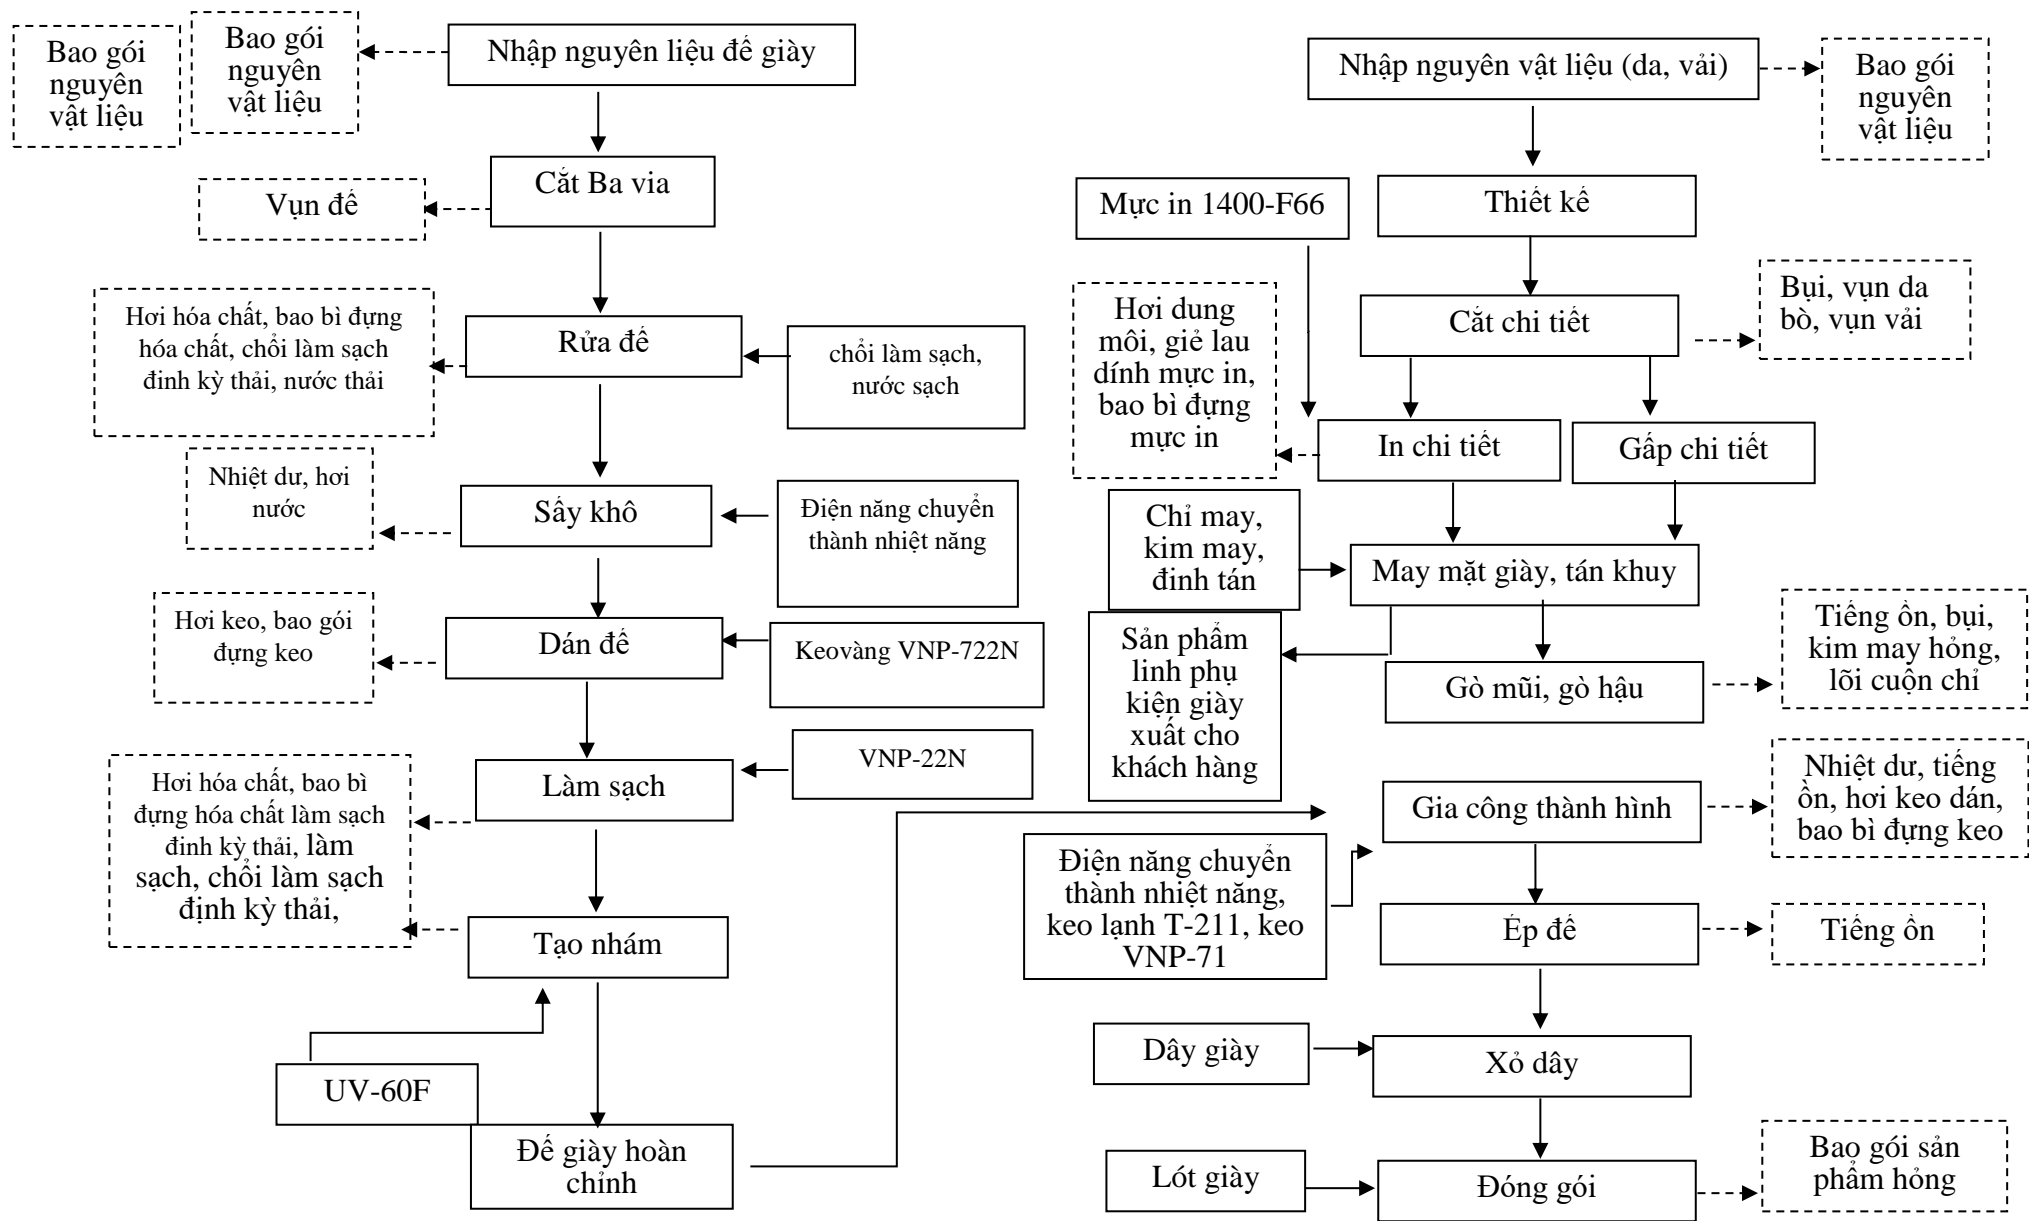 Bao gói
nguyên
vật liệu
Bao gói
nguyên
vật liệu
Nhập nguyên liệu đế giày
Cắt Ba via
Vụn đế
Hơi hóa chất, bao bì đựng
hóa chất, chổi làm sạch
đinh kỳ thải, nước thải
Rửa đế
chổi làm sạch,
nước sạch
Nhiệt dư, hơi
nước
Sấy khô
Điện năng chuyển
thành nhiệt năng
Hơi keo, bao gói
đựng keo
Dán đế
Keovàng VNP-722N
Làm sạch
VNP-22N
Hơi hóa chất, bao bì
đựng hóa chất làm sạch
đinh kỳ thải, làm
sạch, chổi làm sạch
định kỳ thải,
Tạo nhám
UV-60F
Đế giày hoàn
chỉnh
Nhập nguyên vật liệu (da, vải)
Bao gói
nguyên
vật liệu
Mực in 1400-F66
Thiết kế
Hơi dung
môi, giẻ lau
dính mực in,
bao bì đựng
mực in
Cắt chi tiết
Bụi, vụn da
bò, vụn vải
In chi tiết
Gấp chi tiết
Chỉ may,
kim may,
đinh tán
May mặt giày, tán khuy
Sản phẩm
linh phụ
kiện giày
xuất cho
khách hàng
Gò mũi, gò hậu
Tiếng ồn, bụi,
kim may hỏng,
lõi cuộn chỉ
Gia công thành hình
Nhiệt dư, tiếng
ồn, hơi keo dán,
bao bì đựng keo
Điện năng chuyển
thành nhiệt năng,
keo lạnh T-211, keo
VNP-71
Ép đế
Tiếng ồn
Dây giày
Xỏ dây
Lót giày
Đóng gói
Bao gói sản
phẩm hỏng